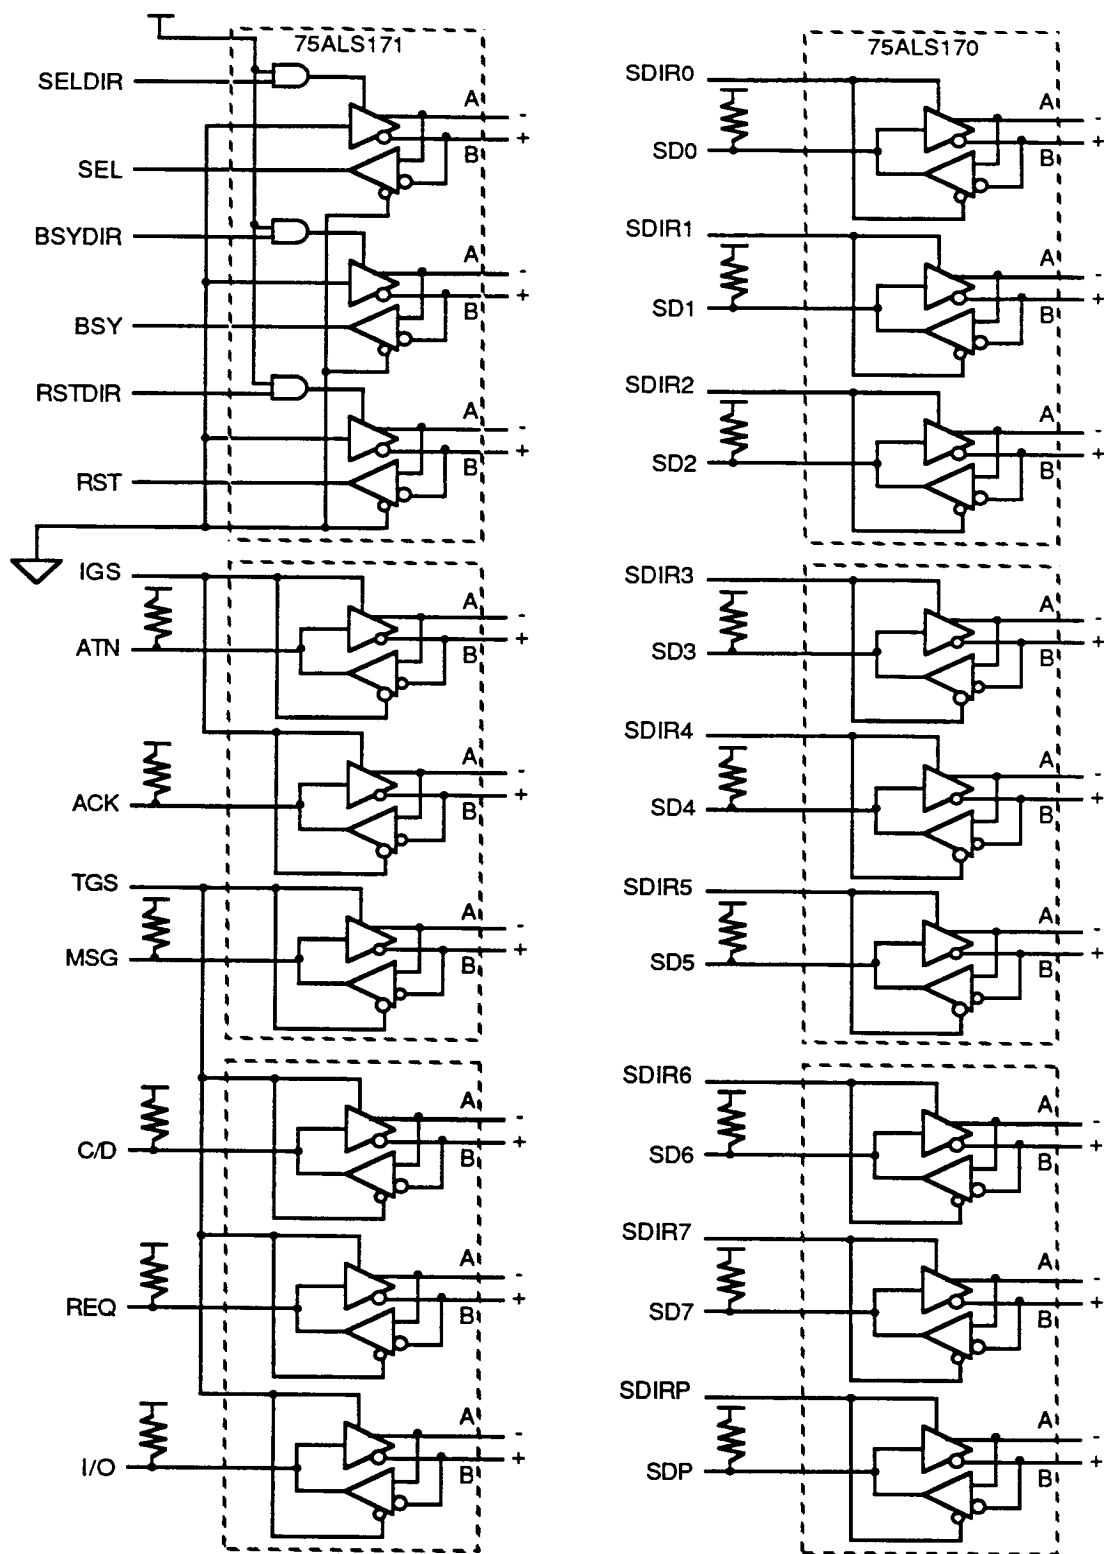 75ALS171
SELDIR
A
-
+
B
SEL
BSYDIR
A
-
+
B
BSY
RSTDIR
A
-
+
B
RST
IGS
A
-
+
B
ATN
A
-
+
B
ACK
TGS
A
-
+
B
MSG
A
-
+
B
C/D
A
-
+
B
REQ
A
-
+
B
I/O
75ALS170
SDIR0
A
-
+
B
SD0
SDIR1
A
-
+
B
SD1
SDIR2
A
-
+
B
SD2
SDIR3
A
-
+
B
SD3
SDIR4
A
-
+
B
SD4
SDIR5
A
-
+
B
SD5
SDIR6
A
-
+
B
SD6
SDIR7
A
-
+
B
SD7
SDIRP
A
-
+
B
SDP